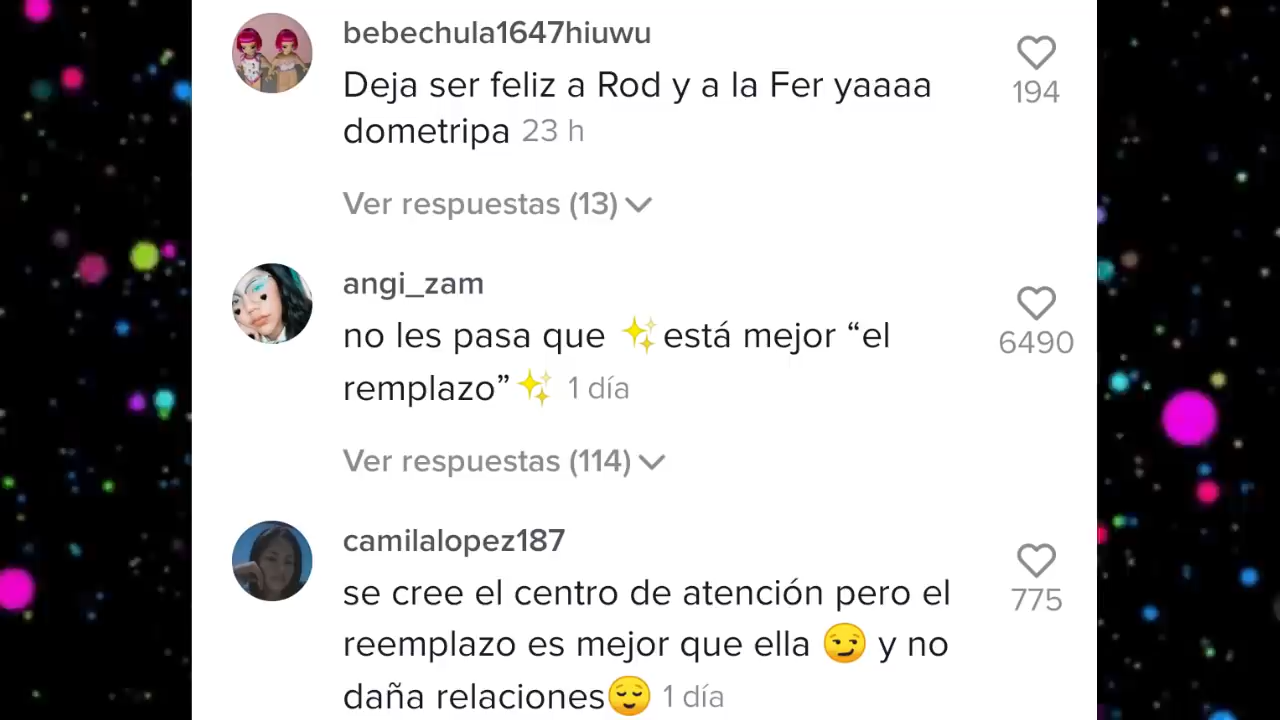 bebechula1647hiuwu
Deja ser feliz a Rod y a la Fer yaaaa
dometripa 23 h
194
Ver respuestas (13)
angi_zam
no les pasa que ✨está mejor “el
remplazo”✨ 1 día
6490
Ver respuestas (114)
camilalopez187
se cree el centro de atención pero el
reemplazo es mejor que ella 😏 y no
daña relaciones😌 1 día
775